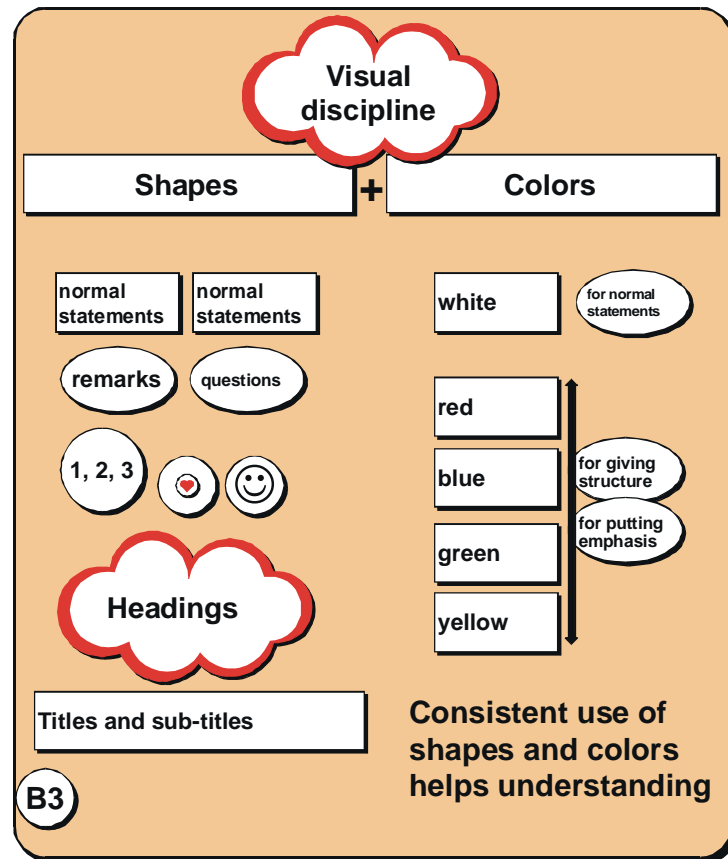 Visual
discipline
Shapes
+
Colors
normal
statements
normal
statements
remarks
questions
1, 2, 3
Headings
Titles and sub-titles
white
for normal
statements
red
blue
green
yellow
for giving
structure
for putting
emphasis
Consistent use of
shapes and colors
helps understanding
B3